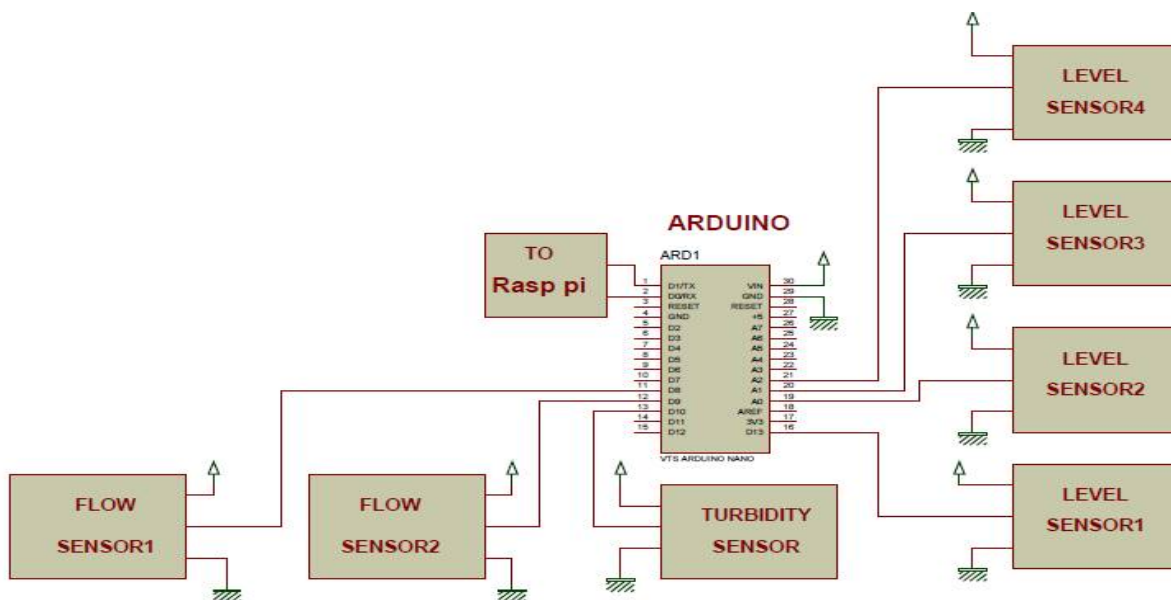 LEVEL
SENSOR4
LEVEL
SENSOR3
ARDUINO
TO
Rasp pi
ARD1
1 D1/TX VIN 30
2 D0/RX GND 29
3 RESET RESET 28
4 GND +5 27
5 D2 A7 26
6 D3 A6 25
7 D4 A5 24
8 D5 A4 23
9 D6 A3 22
10 D7 A2 21
11 D8 A1 20
12 D9 A0 19
13 D10 AREF 18
14 D11 3V3 17
15 D12 D13 16
VTS ARDUINO NANO
LEVEL
SENSOR2
FLOW
SENSOR1
FLOW
SENSOR2
TURBIDITY
SENSOR
LEVEL
SENSOR1